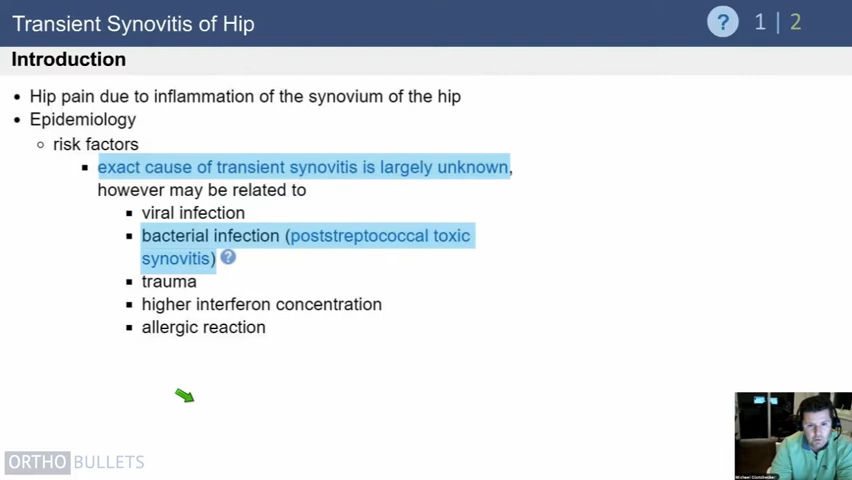 Transient Synovitis of Hip
? 1 | 2
Introduction
• Hip pain due to inflammation of the synovium of the hip
• Epidemiology
o risk factors
▪ exact cause of transient synovitis is largely unknown,
however may be related to
▪ viral infection
▪ bacterial infection (poststreptococcal toxic
synovitis) ?
▪ trauma
▪ higher interferon concentration
▪ allergic reaction
ORTHO BULLETS